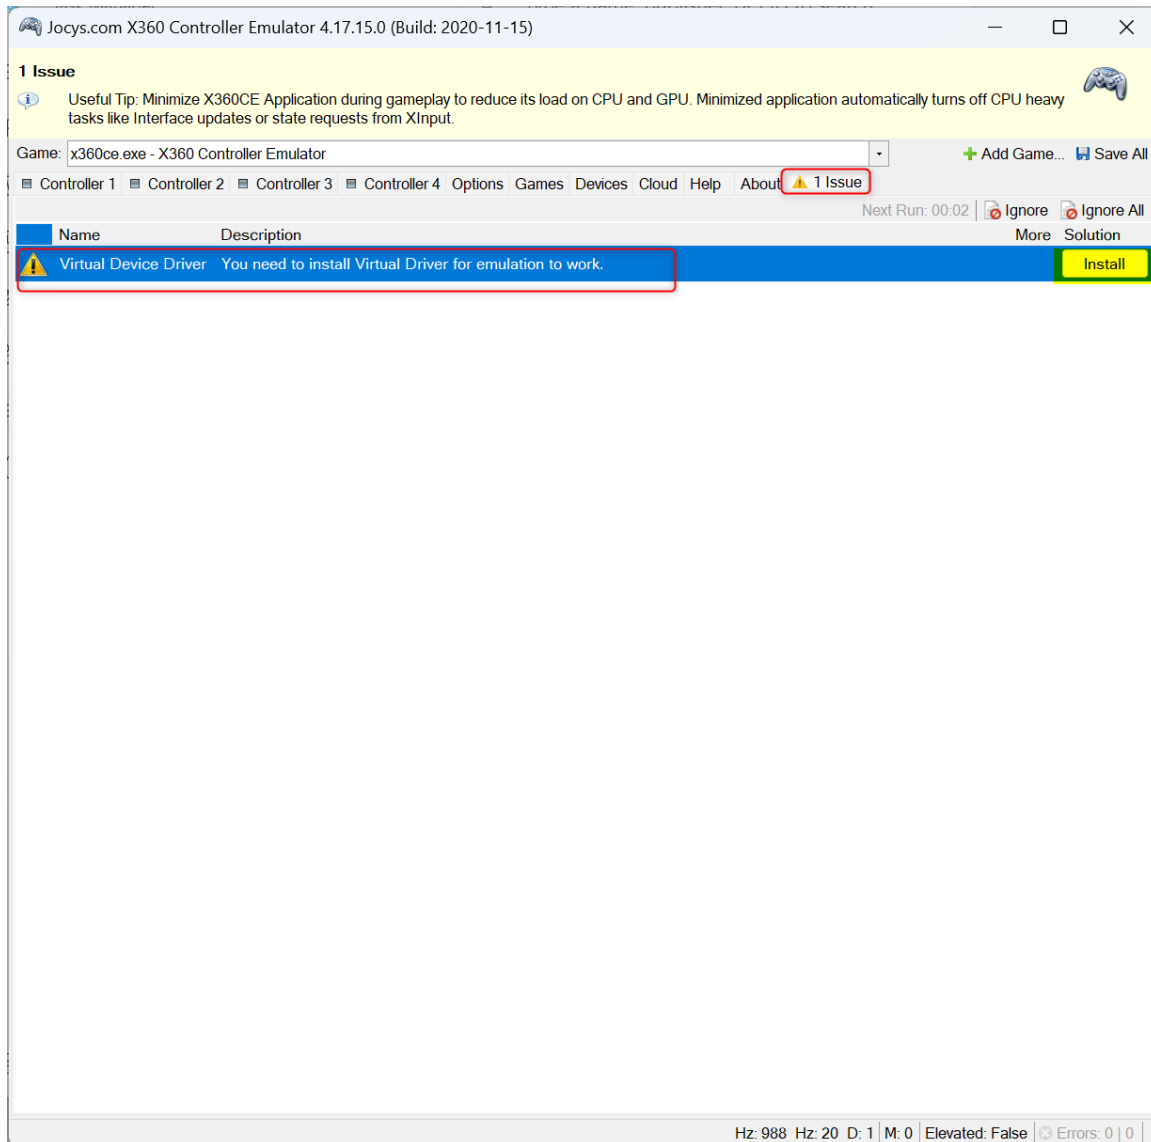 Jocys.com X360 Controller Emulator 4.17.15.0 (Build: 2020-11-15)
1 Issue
Useful Tip: Minimize X360CE Application during gameplay to reduce its load on CPU and GPU. Minimized application automatically turns off CPU heavy
tasks like Interface updates or state requests from XInput.
Game: x360ce.exe - X360 Controller Emulator Add Game... Save All
Controller 1 Controller 2 Controller 3 Controller 4 Options Games Devices Cloud Help About 1 Issue
Next Run: 00:02 Ignore Ignore All
Name Description More Solution
Virtual Device Driver You need to install Virtual Driver for emulation to work. Install
Hz: 988 Hz: 20 D: 1 M: 0 Elevated: False Errors: 0 | 0